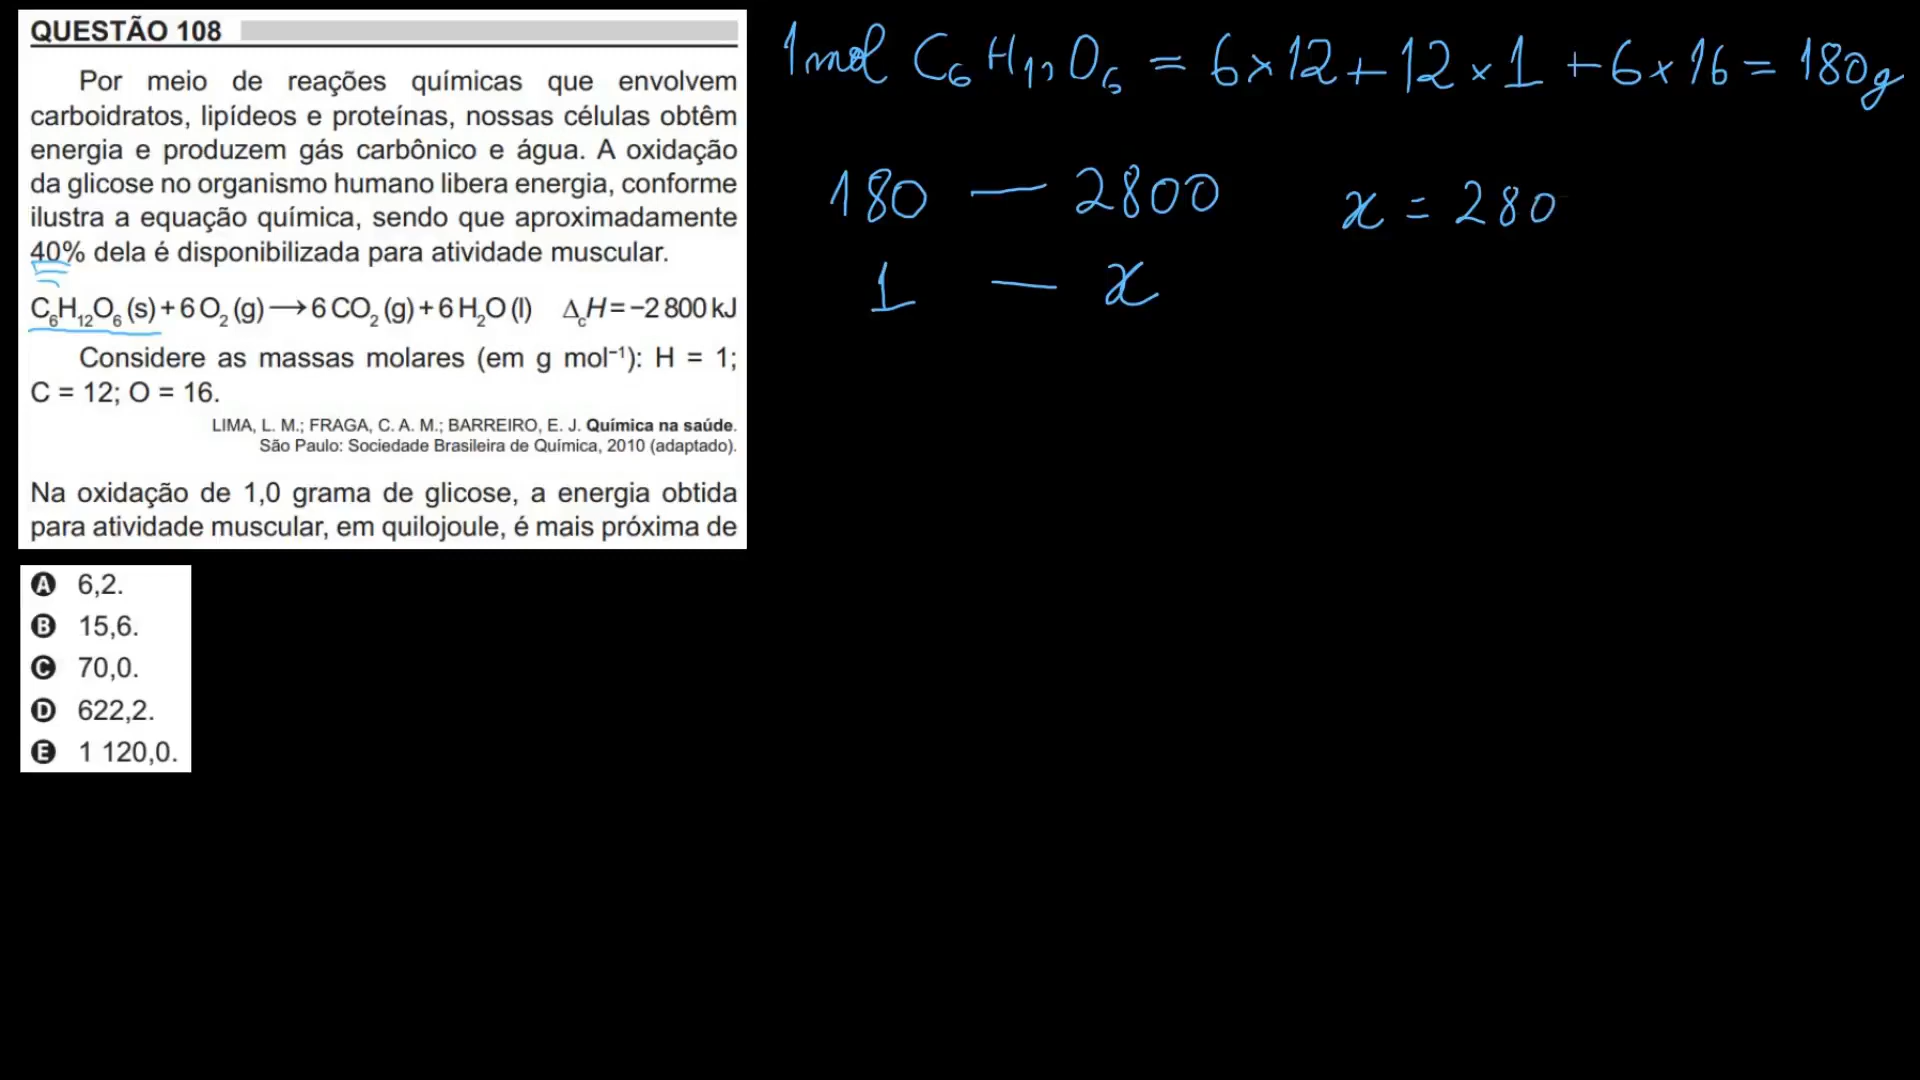 QUESTÃO 108
Por meio de reações químicas que envolvem
carboidratos, lipídeos e proteínas, nossas células obtêm
energia e produzem gás carbônico e água. A oxidação
da glicose no organismo humano libera energia, conforme
ilustra a equação química, sendo que aproximadamente
40% dela é disponibilizada para atividade muscular.
C₆H₁₂O₆ (s) + 6 O₂ (g) ⟶ 6 CO₂ (g) + 6 H₂O (l) Δ꜀H = −2 800 kJ
Considere as massas molares (em g mol⁻¹): H = 1;
C = 12; O = 16.
LIMA, L. M.; FRAGA, C. A. M.; BARREIRO, E. J. Química na saúde.
São Paulo: Sociedade Brasileira de Química, 2010 (adaptado).
Na oxidação de 1,0 grama de glicose, a energia obtida
para atividade muscular, em quilojoule, é mais próxima de
A 6,2.
B 15,6.
C 70,0.
D 622,2.
E 1 120,0.
1 mol C₆H₁₂O₆ = 6×12+12×1+6×16 = 180g
180 — 2800
1 — x
x = 280